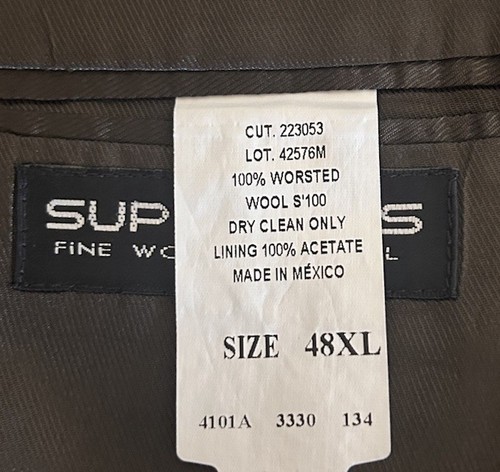 CUT. 223053
LOT. 42576M
100% WORSTED
WOOL S'100
DRY CLEAN ONLY
LINING 100% ACETATE
MADE IN MÉXICO
SIZE 48XL
4101A 3330 134
FINE